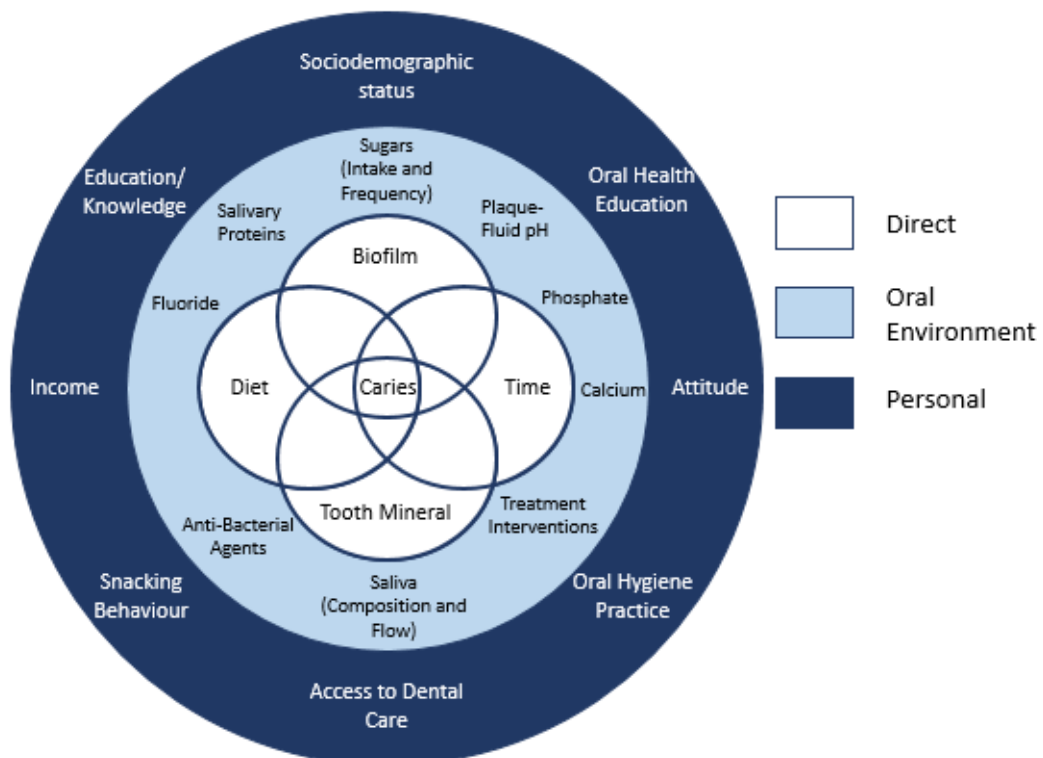 Sociodemographic
status
Education/
Knowledge
Oral Health
Education
Income
Attitude
Snacking
Behaviour
Oral Hygiene
Practice
Access to Dental
Care
Sugars
(Intake and
Frequency)
Salivary
Proteins
Plaque-
Fluid pH
Fluoride
Phosphate
Calcium
Anti-Bacterial
Agents
Treatment
Interventions
Saliva
(Composition and
Flow)
Biofilm
Diet
Caries
Time
Tooth Mineral
Direct
Oral
Environment
Personal